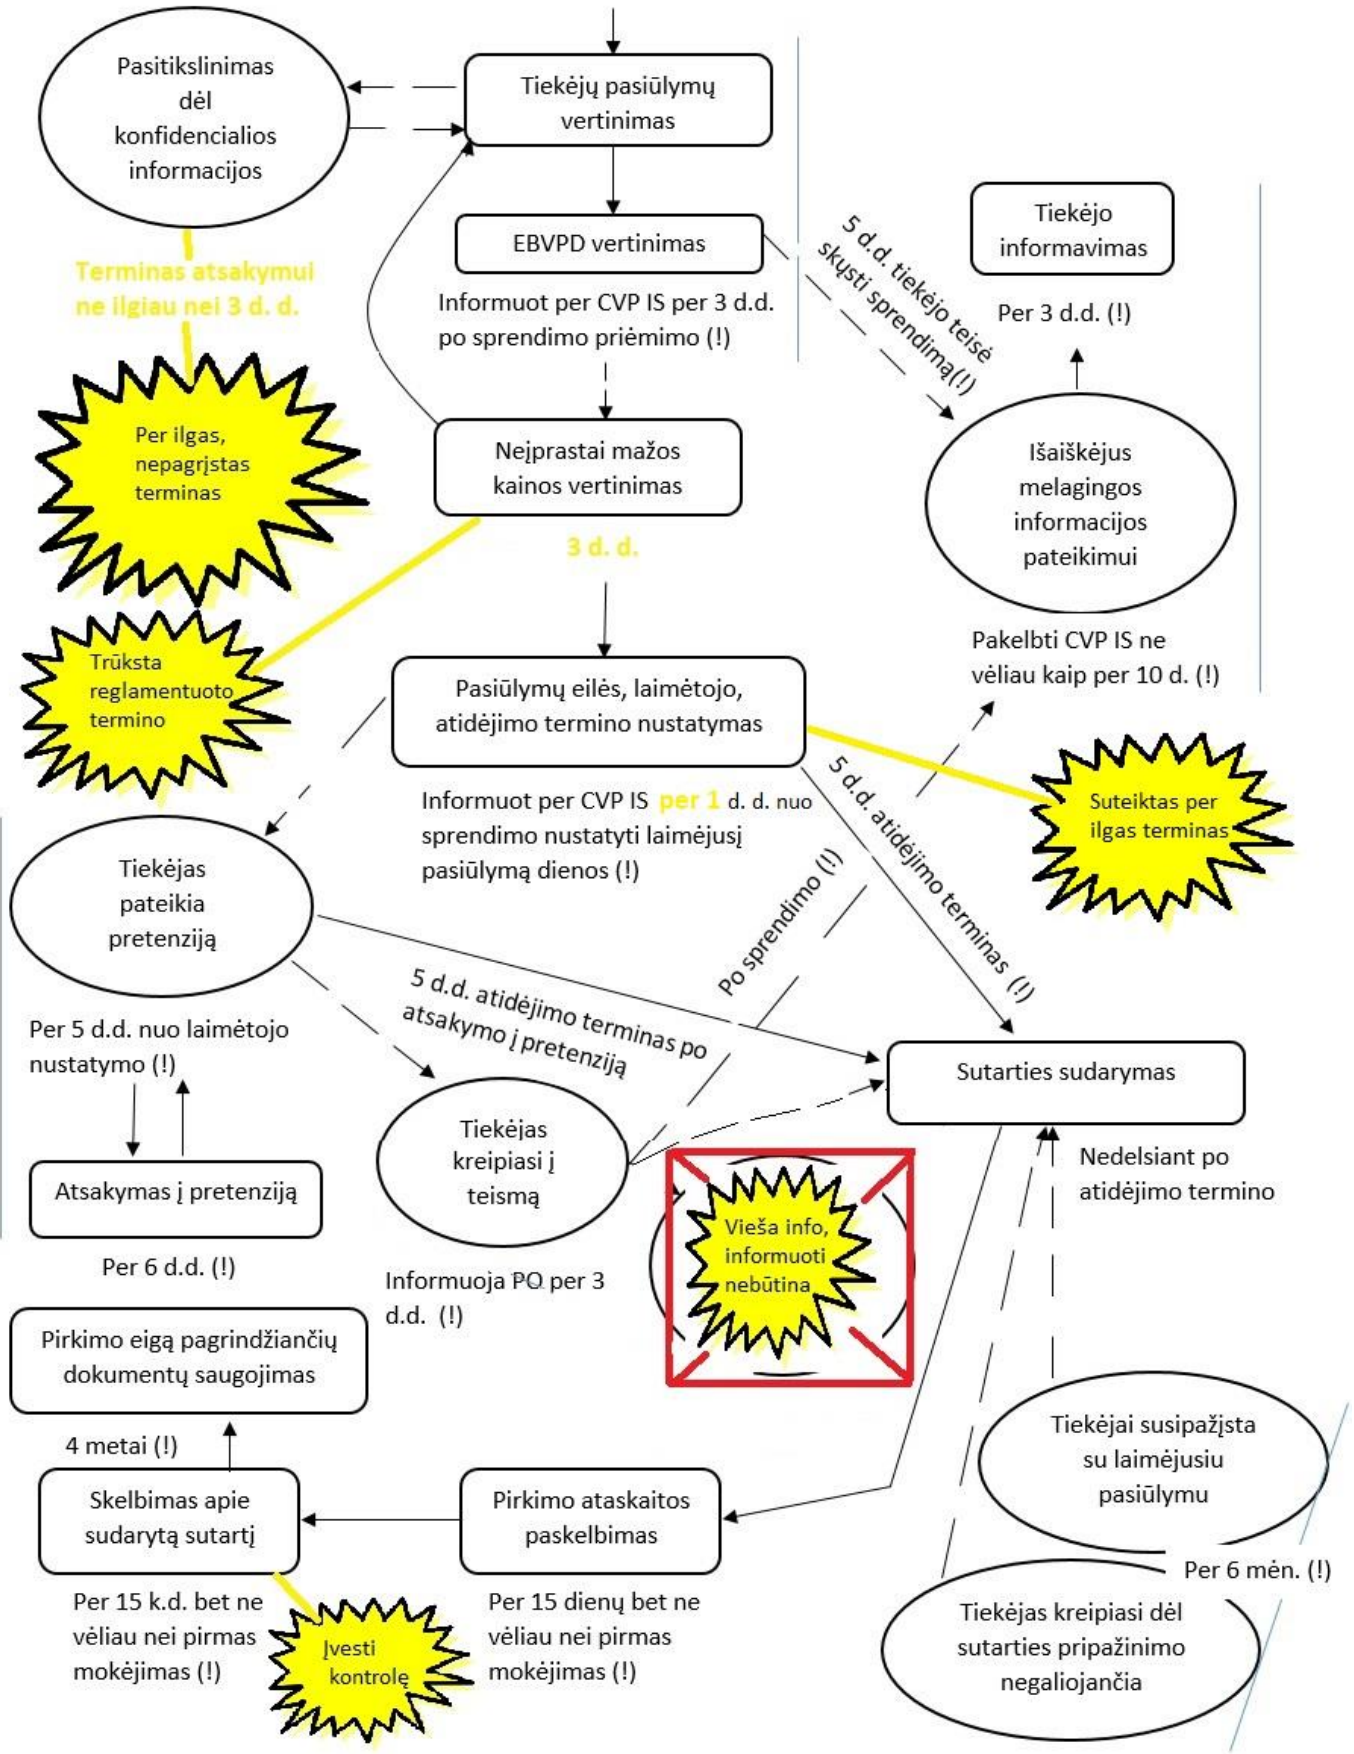 Pasitikslinimas
dėl
konfidencialios
informacijos
Tiekėjų pasiūlymų
vertinimas
Terminas atsakymui
ne ilgiau nei 3 d. d.
EBVPD vertinimas
Informuot per CVP IS per 3 d.d.
po sprendimo priėmimo (!)
5 d.d. tiekėjo teisė
skųsti sprendimą(!)
Tiekėjo
informavimas
Per 3 d.d. (!)
Per ilgas,
nepagrįstas
terminas
Neįprastai mažos
kainos vertinimas
3 d. d.
Išaiškėjus
melagingos
informacijos
pateikimui
Pakelbti CVP IS ne
vėliau kaip per 10 d. (!)
Trūksta
reglamentuoto
termino
Pasiūlymų eilės, laimėtojo,
atidėjimo termino nustatymas
Informuot per CVP IS per 1 d. d. nuo
sprendimo nustatyti laimėjusį
pasiūlymą dienos (!)
Suteiktas per
ilgas terminas
5 d.d. atidėjimo terminas (!)
Po sprendimo (!)
Tiekėjas
pateikia
pretenziją
Per 5 d.d. nuo laimėtojo
nustatymo (!)
5 d.d. atidėjimo terminas po
atsakymo į pretenziją
Sutarties sudarymas
Nedelsiant po
atidėjimo termino
Tiekėjas
kreipiasi į
teismą
Informuoja PO per 3
d.d. (!)
Atsakymas į pretenziją
Per 6 d.d. (!)
Vieša info,
informuoti
nebūtina
Pirkimo eigą pagrindžiančių
dokumentų saugojimas
4 metai (!)
Skelbimas apie
sudarytą sutartį
Per 15 k.d. bet ne
vėliau nei pirmas
mokėjimas (!)
Įvesti
kontrolę
Pirkimo ataskaitos
paskelbimas
Per 15 dienų bet ne
vėliau nei pirmas
mokėjimas (!)
Tiekėjai susipažįsta
su laimėjusiu
pasiūlymu
Per 6 mėn. (!)
Tiekėjas kreipiasi dėl
sutarties pripažinimo
negaliojančia